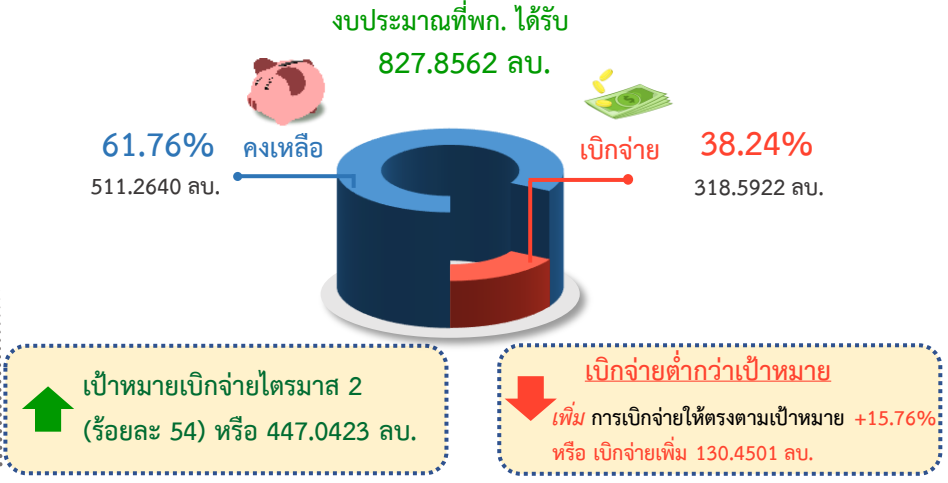 งบประมาณที่พก. ได้รับ
827.8562 ลบ.
61.76% คงเหลือ
511.2640 ลบ.
เบิกจ่าย 38.24%
318.5922 ลบ.
เป้าหมายเบิกจ่ายไตรมาส 2
(ร้อยละ 54) หรือ 447.0423 ลบ.
เบิกจ่ายต่ำกว่าเป้าหมาย
เพิ่ม การเบิกจ่ายให้ตรงตามเป้าหมาย +15.76%
หรือ เบิกจ่ายเพิ่ม 130.4501 ลบ.